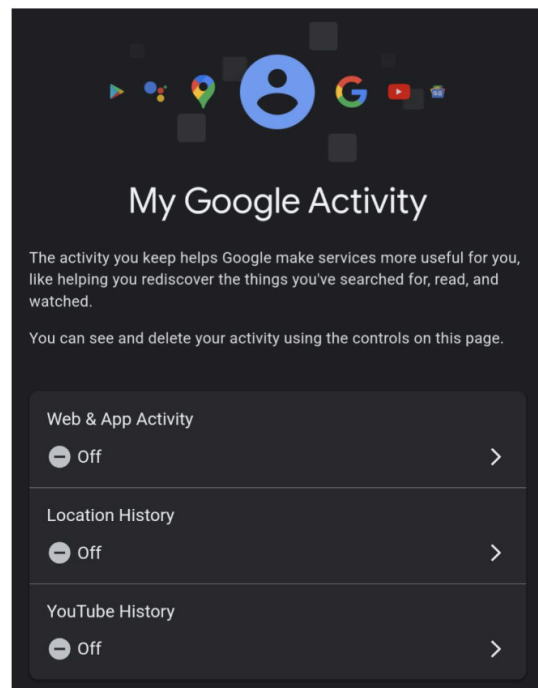 My Google Activity
The activity you keep helps Google make services more useful for you,
like helping you rediscover the things you've searched for, read, and
watched.
You can see and delete your activity using the controls on this page.
Web & App Activity
Off
Location History
Off
YouTube History
Off